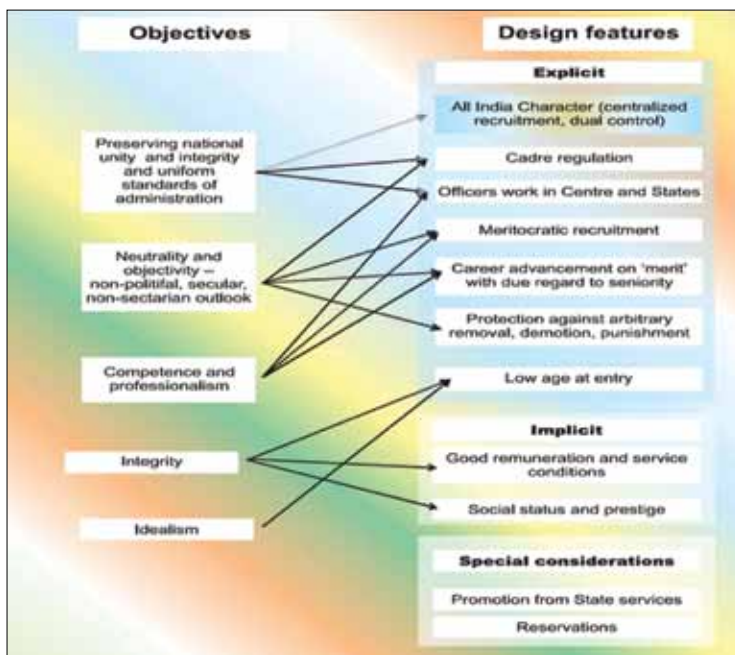 Objectives
Design features
Explicit
All India Character (centralized
recruitment, dual control)
Preserving national
unity and integrity
and uniform
standards of
administration
Cadre regulation
Officers work in Centre and States
Meritocratic recruitment
Neutrality and
objectivity –
non-politifal, secular,
non-sectarian outlook
Career advancement on 'merit'
with due regard to seniority
Protection against arbitrary
removal, demotion, punishment
Competence and
professionalism
Low age at entry
Implicit
Integrity
Good remuneration and service
conditions
Social status and prestige
Idealism
Special considerations
Promotion from State services
Reservations